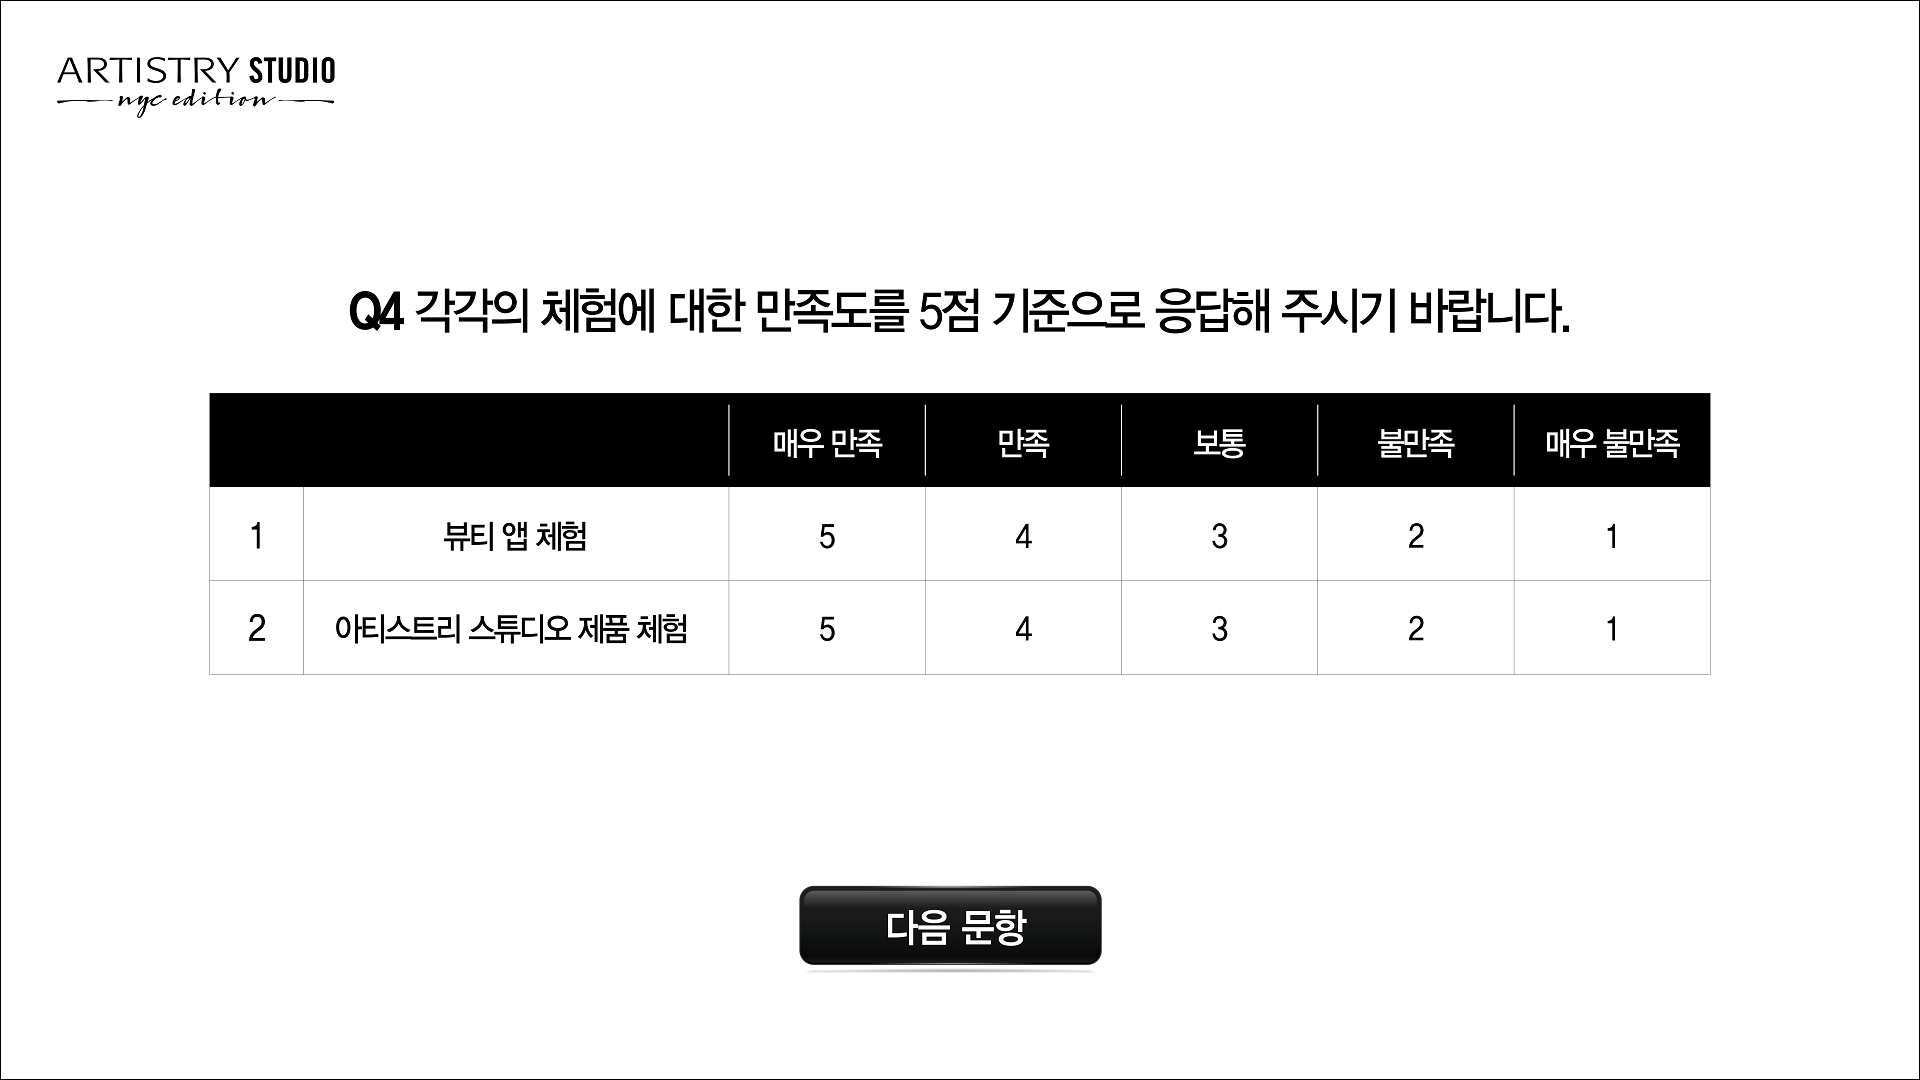 ARTISTRY STUDIO
nyc edition
Q4 각각의 체험에 대한 만족도를 5점 기준으로 응답해 주시기 바랍니다.
매우 만족 만족 보통 불만족 매우 불만족
1 뷰티 앱 체험 5 4 3 2 1
2 아티스트리 스튜디오 제품 체험 5 4 3 2 1
다음 문항